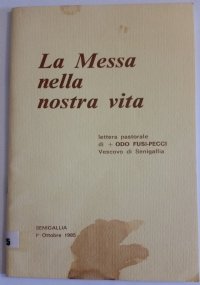 La Messa
nella
nostra vita
lettera pastorale
di + ODO FUSI-PECCI
Vescovo di Senigallia
SENIGALLIA
1° Ottobre 1985
5